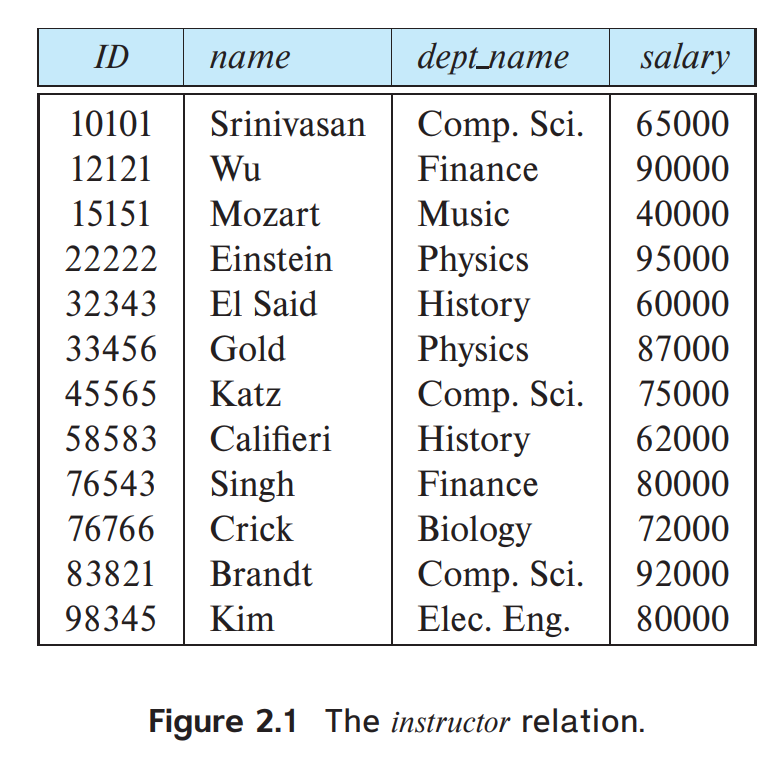 ID name dept_name salary
10101 Srinivasan Comp. Sci. 65000
12121 Wu Finance 90000
15151 Mozart Music 40000
22222 Einstein Physics 95000
32343 El Said History 60000
33456 Gold Physics 87000
45565 Katz Comp. Sci. 75000
58583 Califieri History 62000
76543 Singh Finance 80000
76766 Crick Biology 72000
83821 Brandt Comp. Sci. 92000
98345 Kim Elec. Eng. 80000
Figure 2.1 The instructor relation.